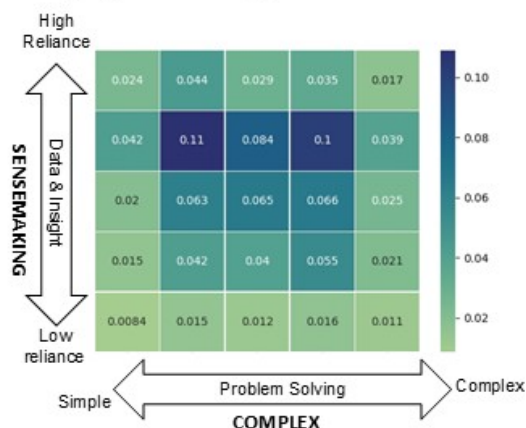 High
Reliance
0.024 0.044 0.029 0.035 0.017
0.042 0.11 0.084 0.1 0.039
0.02 0.063 0.065 0.066 0.025
0.015 0.042 0.04 0.055 0.021
0.0084 0.015 0.012 0.016 0.011
0.10
0.08
0.06
0.04
0.02
SENSEMAKING
Data & Insight
Low
reliance
Simple
Problem Solving
Complex
COMPLEX